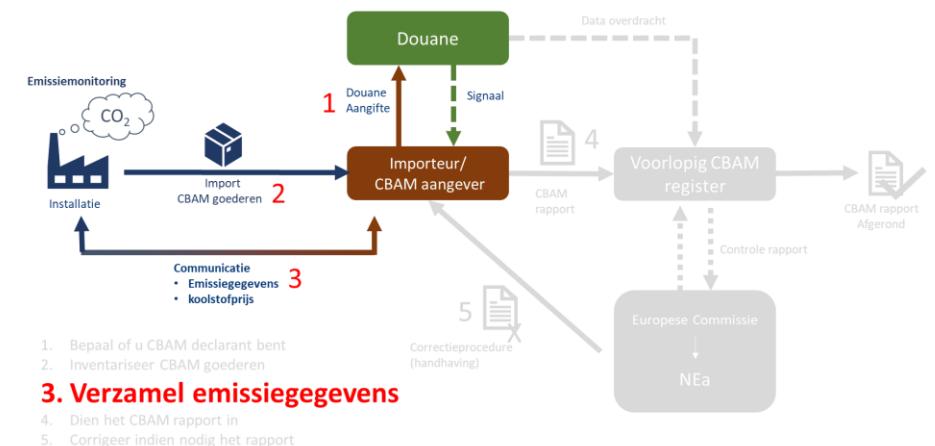 Data overdracht
Douane
Emissiemonitoring
CO2
1
Douane
Aangifte
Signaal
4
Importeur/
CBAM aangever
Voorlopig CBAM
register
Import
CBAM goederen
2
CBAM
rapport
Installatie
CBAM rapport
Afgerond
Controle rapport
Communicatie
• Emissiegegevens
• koolstofprijs
3
5
Correctieprocedure
(handhaving)
Europese Commissie
NEa
1. Bepaal of u CBAM declarant bent
2. Inventariseer CBAM goederen
3. Verzamel emissiegegevens
4. Dien het CBAM rapport in
5. Corrigeer indien nodig het rapport